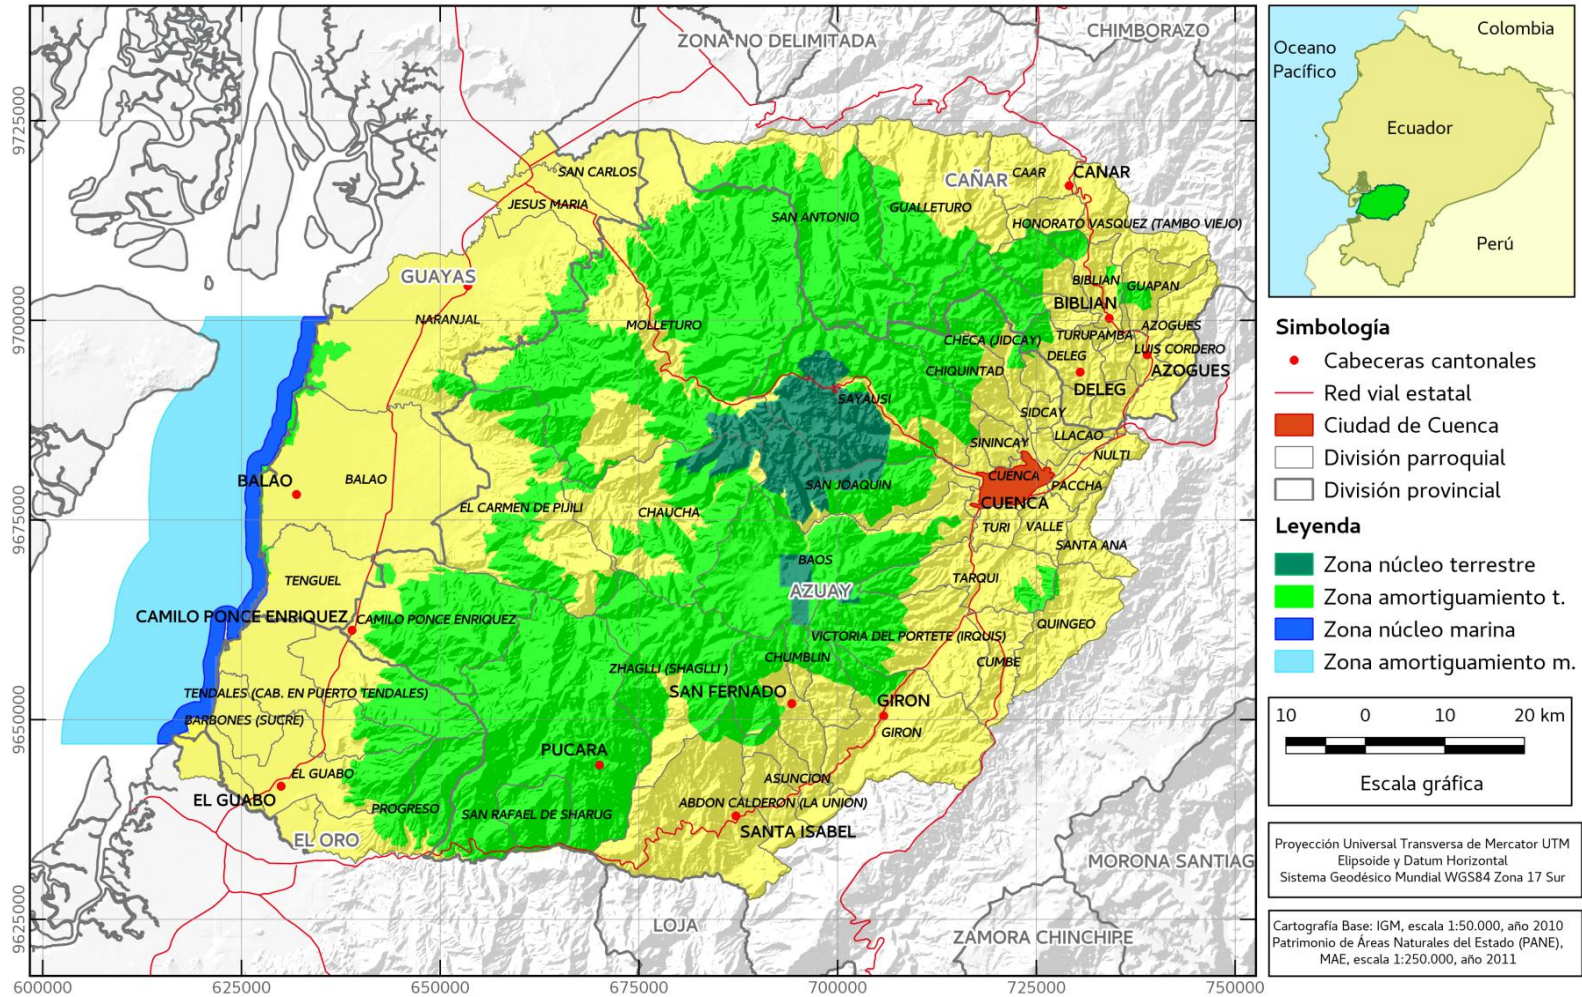 ZONA NO DELIMITADA
CHIMBORAZO
9725000
SAN CARLOS
JESUS MARIA
SAN ANTONIO
GUALLETURO
CAÑAR
CAAR
CAÑAR
HONORATO VASQUEZ (TAMBO VIEJO)
GUAYAS
BIBLIAN
GUAPAN
BIBLIAN
9700000
NARANJAL
MOLLETURO
CHECA (JIDCAY)
TURUPAMBA
AZOGUES
DELEG
LUIS CORDERO
CHIQUINTAD
AZOGUES
DELEG
SAYAUSI
SIDCAY
SININCAY
LLACAO
NULTI
BALAO
BALAO
SAN JOAQUIN
CUENCA
PACCHA
EL CARMEN DE PIJILI
CHAUCHA
CUENCA
9675000
TURI
VALLE
SANTA ANA
BAOS
TENGUEL
TARQUI
AZUAY
CAMILO PONCE ENRIQUEZ
CAMILO PONCE ENRIQUEZ
QUINGEO
VICTORIA DEL PORTETE (IRQUIS)
CHUMBLIN
CUMBE
ZHAGLLI (SHAGLLI )
TENDALES (CAB. EN PUERTO TENDALES)
SAN FERNADO
GIRON
9650000
BARBONES (SUCRE)
GIRON
PUCARA
EL GUABO
ASUNCION
EL GUABO
PROGRESO
SAN RAFAEL DE SHARUG
ABDON CALDERON (LA UNION)
SANTA ISABEL
EL ORO
MORONA SANTIAG
9625000
LOJA
ZAMORA CHINCHIPE
600000
625000
650000
675000
700000
725000
750000
Colombia
Oceano
Pacífico
Ecuador
Perú
Simbología
Cabeceras cantonales
Red vial estatal
Ciudad de Cuenca
División parroquial
División provincial
Leyenda
Zona núcleo terrestre
Zona amortiguamiento t.
Zona núcleo marina
Zona amortiguamiento m.
10 0 10 20 km
Escala gráfica
Proyección Universal Transversa de Mercator UTM
Elipsoide y Datum Horizontal
Sistema Geodésico Mundial WGS84 Zona 17 Sur
Cartografía Base: IGM, escala 1:50.000, año 2010
Patrimonio de Áreas Naturales del Estado (PANE),
MAE, escala 1:250.000, año 2011